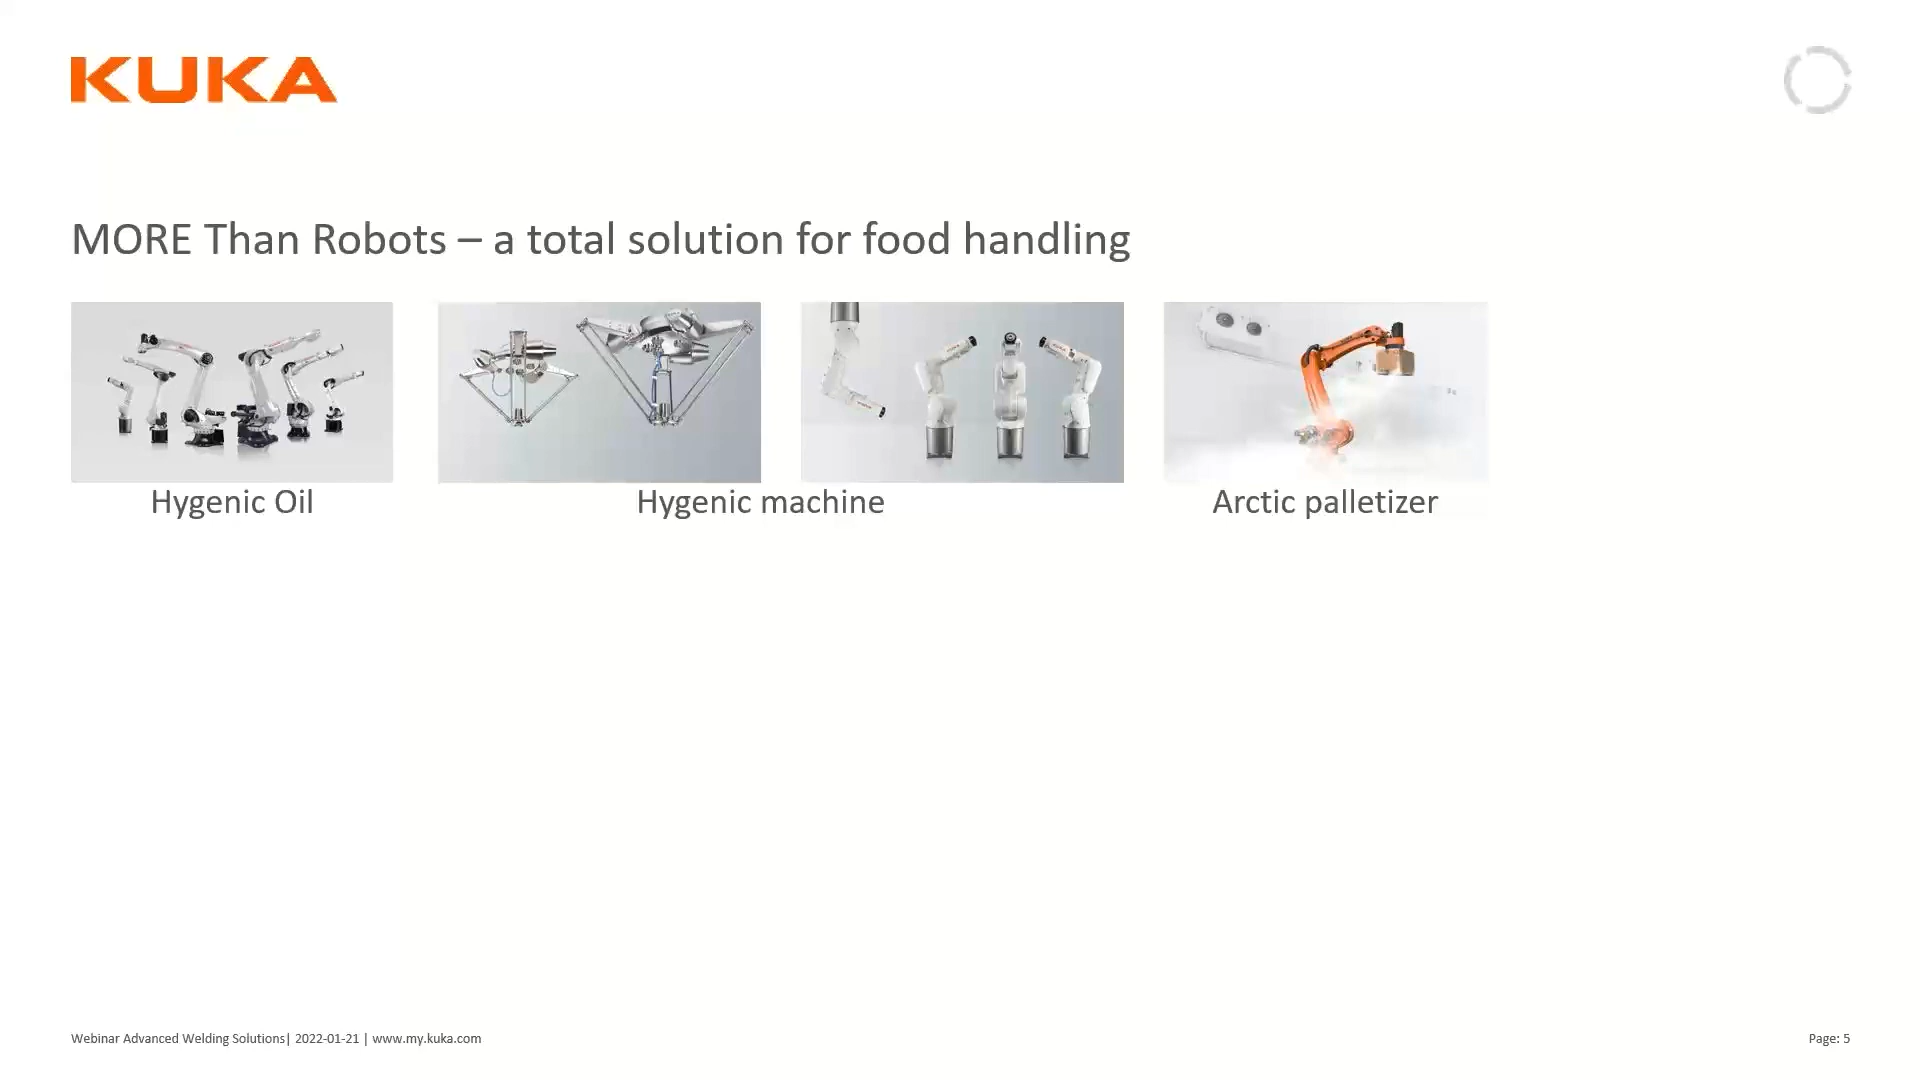 KUKA
MORE Than Robots – a total solution for food handling
Hygenic Oil
Hygenic machine
Arctic palletizer
Webinar Advanced Welding Solutions| 2022-01-21 | www.my.kuka.com
Page: 5